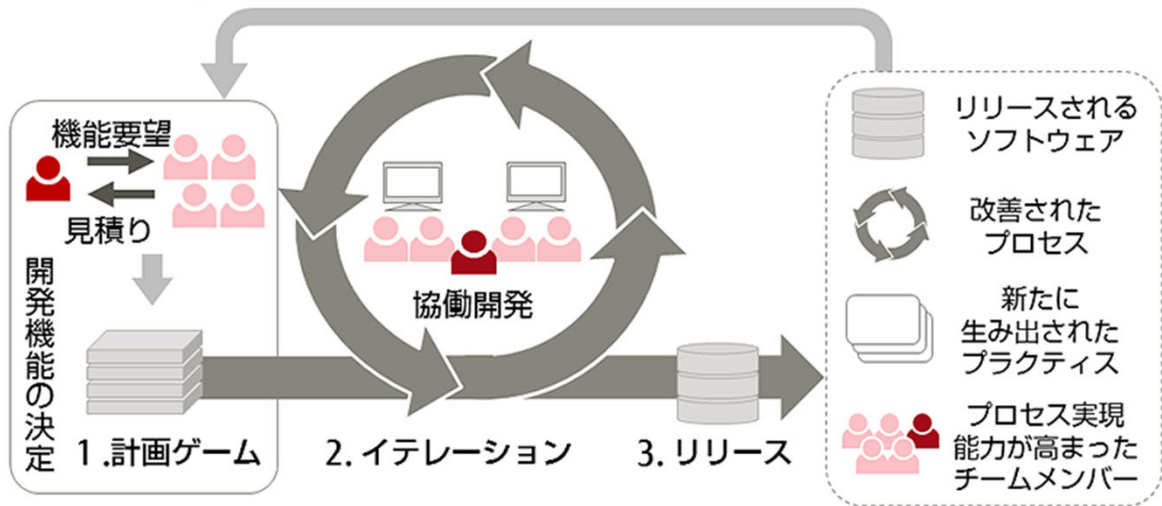 機能要望
見積り
開発機能の決定
1.計画ゲーム
協働開発
2.イテレーション
3.リリース
リリースされる
ソフトウェア
改善された
プロセス
新たに
生み出された
プラクティス
プロセス実現
能力が高まった
チームメンバー